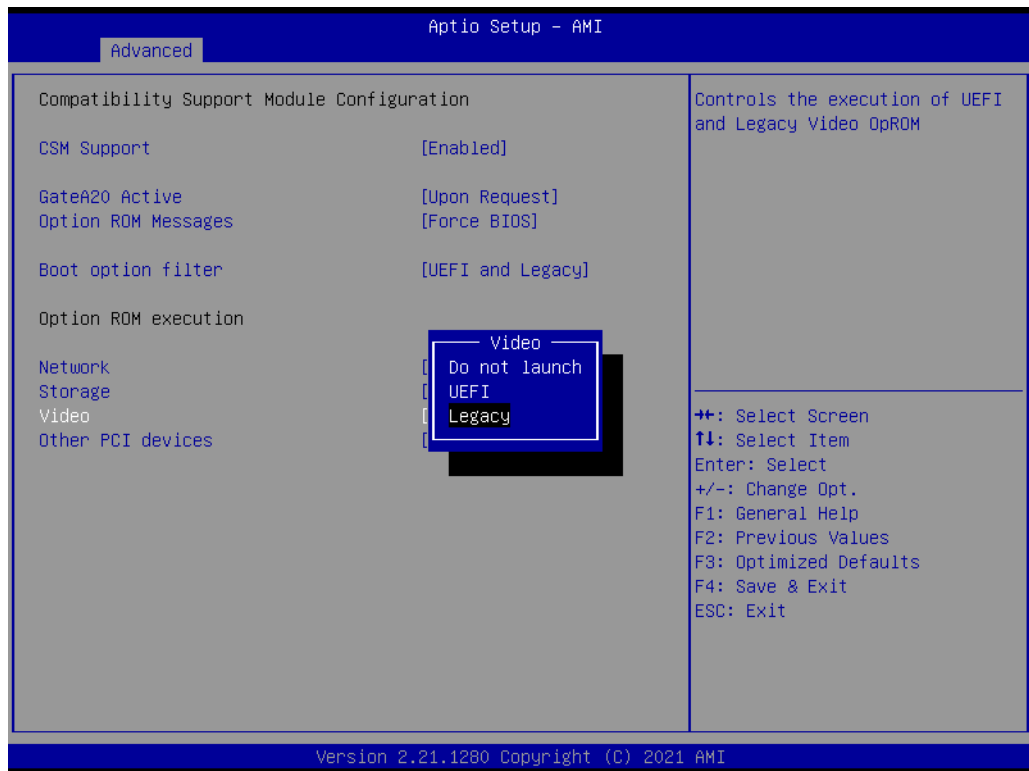 Aptio Setup – AMI
Advanced
Compatibility Support Module Configuration
CSM Support [Enabled]
GateA20 Active [Upon Request]
Option ROM Messages [Force BIOS]
Boot option filter [UEFI and Legacy]
Option ROM execution
Network [
Storage [
Video [
Other PCI devices [
Video
Do not launch
UEFI
Legacy
Controls the execution of UEFI
and Legacy Video OpROM
→←: Select Screen
↑↓: Select Item
Enter: Select
+/-: Change Opt.
F1: General Help
F2: Previous Values
F3: Optimized Defaults
F4: Save & Exit
ESC: Exit
Version 2.21.1280 Copyright (C) 2021 AMI